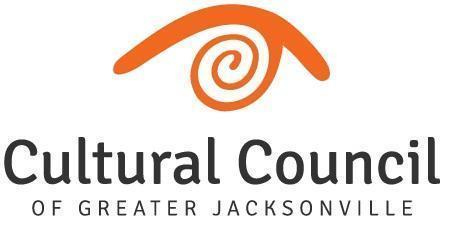 Cultural Council
OF GREATER JACKSONVILLE